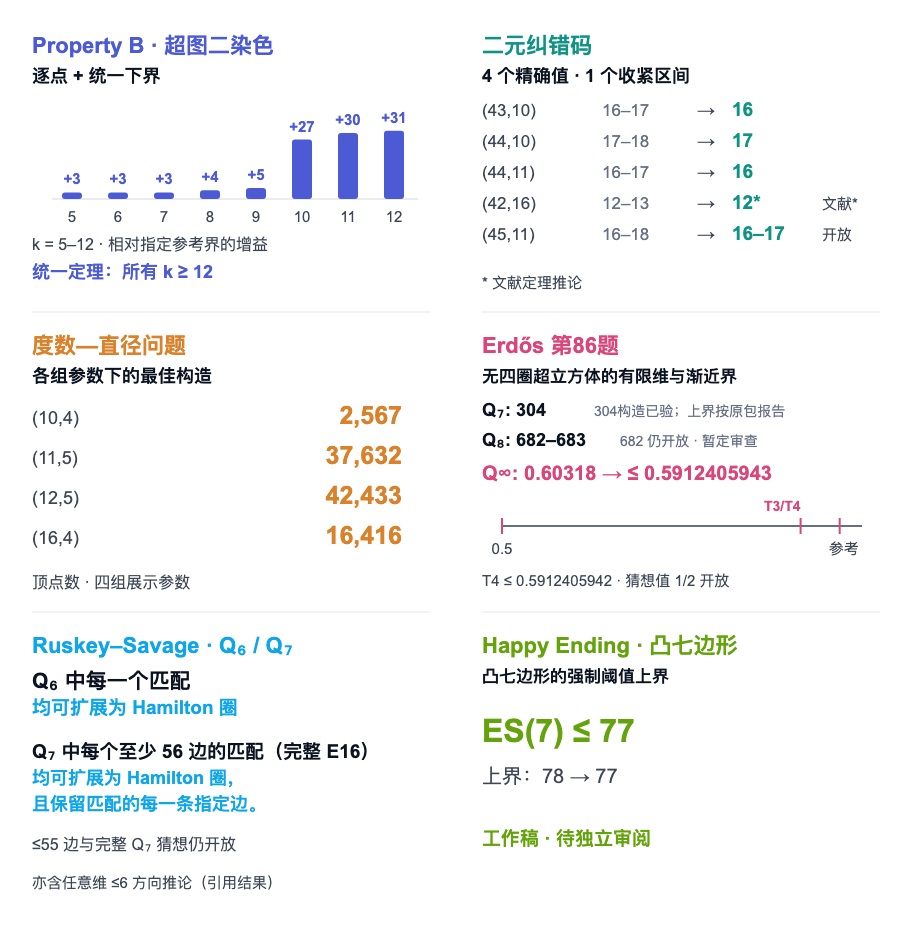 Property B · 超图二染色
逐点 + 统一下界
+3 +3 +3 +4 +5 +27 +30 +31
5 6 7 8 9 10 11 12
k = 5–12 · 相对指定参考界的增益
统一定理：所有 k ≥ 12
二元纠错码
4 个精确值 · 1 个收紧区间
(43,10) 16–17 → 16
(44,10) 17–18 → 17
(44,11) 16–17 → 16
(42,16) 12–13 → 12* 文献*
(45,11) 16–18 → 16–17 开放
* 文献定理推论
度数—直径问题
各组参数下的最佳构造
(10,4) 2,567
(11,5) 37,632
(12,5) 42,433
(16,4) 16,416
顶点数 · 四组展示参数
Erdős 第86题
无四圈超立方体的有限维与渐近界
Q₇: 304 304构造已验；上界按原包报告
Q₈: 682–683 682 仍开放 · 暂定审查
Q∞: 0.60318 → ≤ 0.5912405943
T3/T4
0.5 参考
T4 ≤ 0.5912405942 · 猜想值 1/2 开放
Ruskey–Savage · Q₆ / Q₇
Q₆ 中每一个匹配
均可扩展为 Hamilton 圈
Q₇ 中每个至少 56 边的匹配（完整 E16）
均可扩展为 Hamilton 圈，
且保留匹配的每一条指定边。
≤55 边与完整 Q₇ 猜想仍开放
亦含任意维 ≤6 方向推论（引用结果）
Happy Ending · 凸七边形
凸七边形的强制阈值上界
ES(7) ≤ 77
上界：78 → 77
工作稿 · 待独立审阅